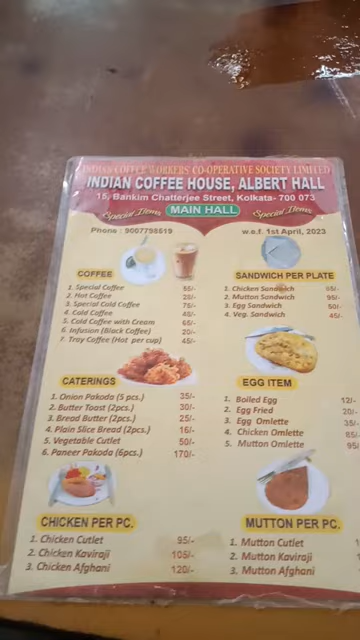 INDIAN COFFEE WORKERS' CO-OPERATIVE SOCIETY LIMITED
INDIAN COFFEE HOUSE, ALBERT HALL
15, Bankim Chatterjee Street, Kolkata- 700 073
Special Items MAIN HALL Special Items
Phone : 9007796519 w.e.f. 1st April, 2023
COFFEE
1. Special Coffee 55/-
2. Hot Coffee 20/-
3. Special Cold Coffee 75/-
4. Cold Coffee 40/-
5. Cold Coffee with Cream 65/-
6. Infusion (Black Coffee) 20/-
7. Tray Coffee (Hot per cup) 45/-
SANDWICH PER PLATE
1. Chicken Sandwich
2. Mutton Sandwich 95/-
3. Egg Sandwich 50/-
4. Veg. Sandwich 45/-
CATERINGS
1. Onion Pakoda (5 pcs.) 35/-
2. Butter Toast (2pcs.) 30/-
3. Bread Butter (2pcs.) 25/-
4. Plain Slice Bread (2pcs.) 16/-
5. Vegetable Cutlet 50/-
6. Paneer Pakoda (6pcs.) 170/-
EGG ITEM
1. Boiled Egg 12/-
2. Egg Fried 20/-
3. Egg Omlette 35/-
4. Chicken Omlette 85/-
5. Mutton Omlette 95/
CHICKEN PER PC.
1. Chicken Cutlet 95/-
2. Chicken Kaviraji 105/-
3. Chicken Afghani 120/-
MUTTON PER PC.
1. Mutton Cutlet
2. Mutton Kaviraji
3. Mutton Afghani